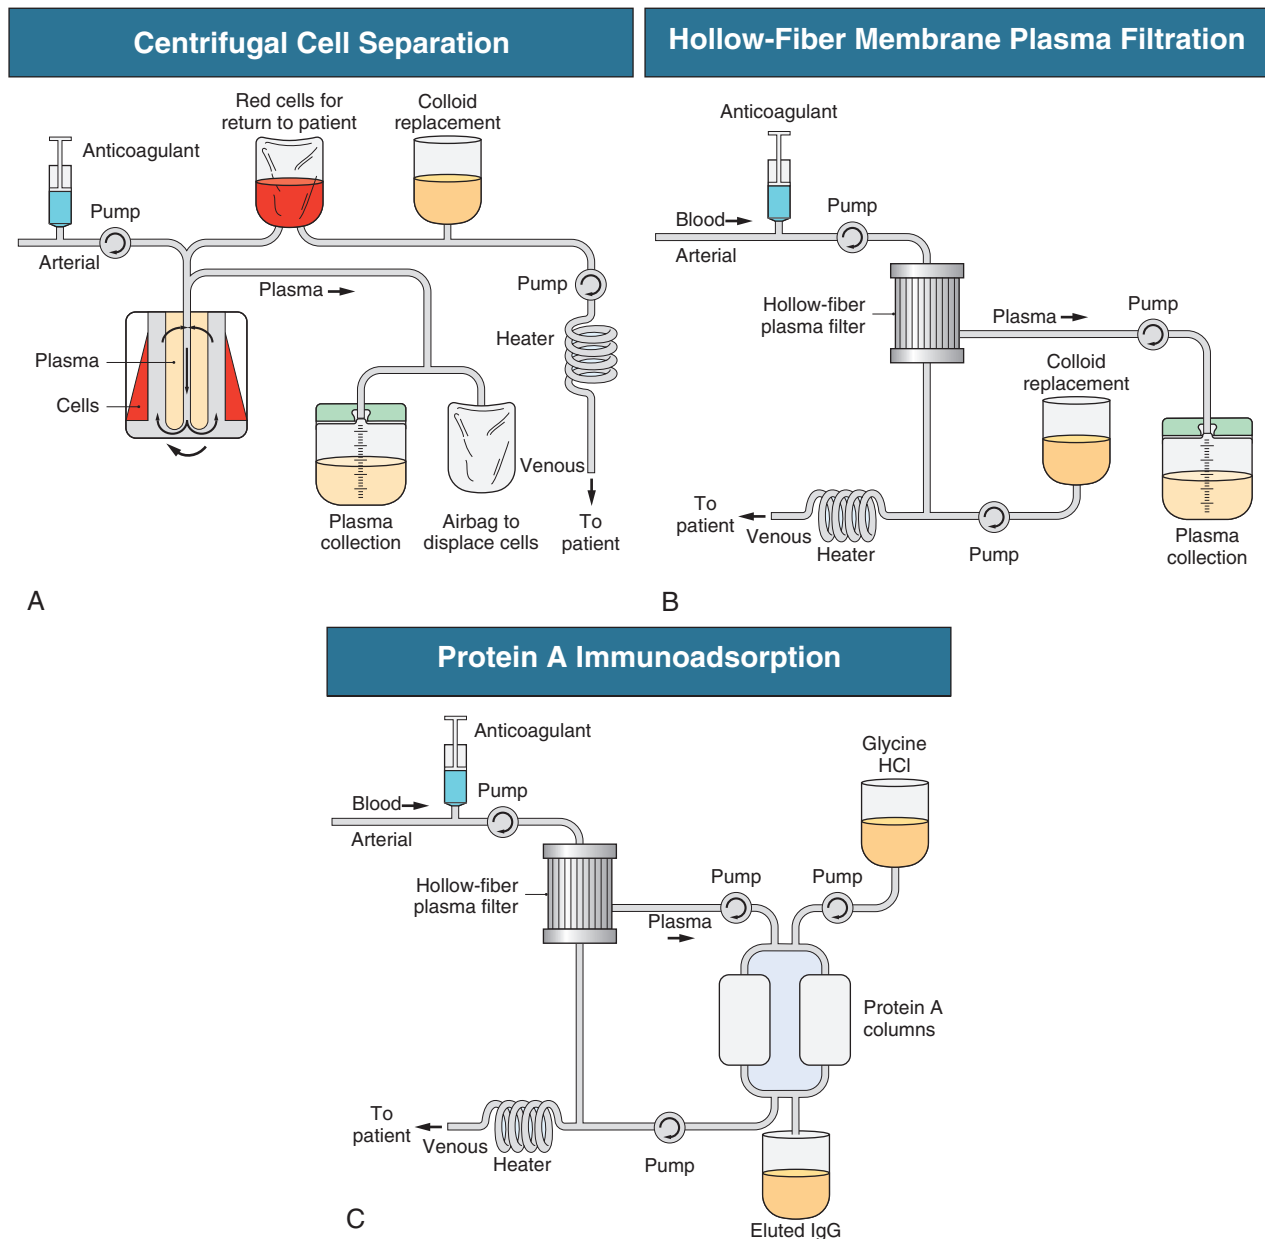 Centrifugal Cell Separation
Red cells for
return to patient
Colloid
replacement
Anticoagulant
Pump
Arterial
Plasma
Pump
Heater
Plasma
Cells
Venous
Plasma
collection
Airbag to
displace cells
To
patient
A
Hollow-Fiber Membrane Plasma Filtration
Anticoagulant
Blood
Pump
Arterial
Hollow-fiber
plasma filter
Plasma
Pump
Colloid
replacement
To
patient
Venous
Heater
Pump
Plasma
collection
B
Protein A Immunoadsorption
Anticoagulant
Glycine
HCl
Blood
Pump
Arterial
Hollow-fiber
plasma filter
Pump
Pump
Plasma
Protein A
columns
To
patient
Venous
Heater
Pump
Eluted IgG
C